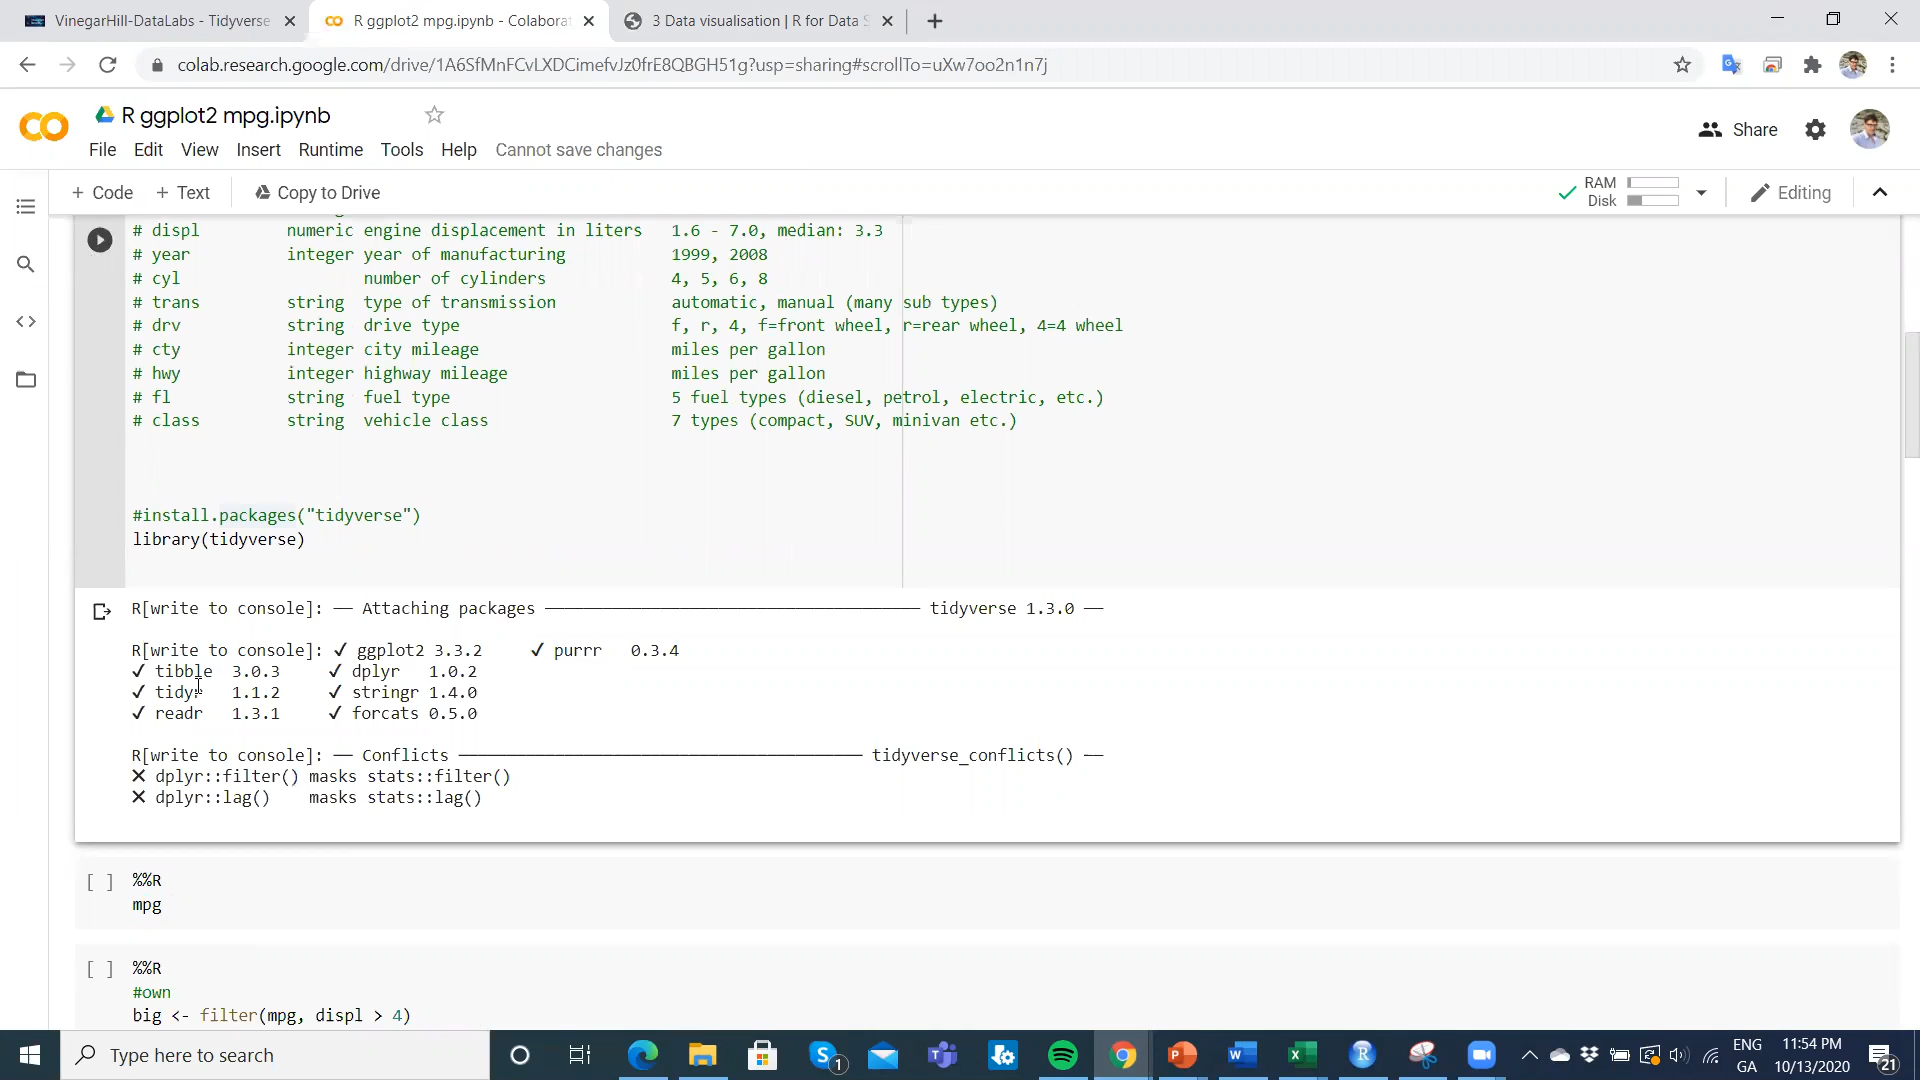 VinegarHill-DataLabs - Tidyverse
R ggplot2 mpg.ipynb - Colaborat
3 Data visualisation | R for Data S
colab.research.google.com/drive/1A6SfMnFCvLXDCimefvJz0frE8QBGH51g?usp=sharing#scrollTo=uXw7oo2n1n7j
R ggplot2 mpg.ipynb
File Edit View Insert Runtime Tools Help Cannot save changes
Share
+ Code + Text Copy to Drive
RAM
Disk
Editing
# displ numeric engine displacement in liters 1.6 - 7.0, median: 3.3
# year integer year of manufacturing 1999, 2008
# cyl number of cylinders 4, 5, 6, 8
# trans string type of transmission automatic, manual (many sub types)
# drv string drive type f, r, 4, f=front wheel, r=rear wheel, 4=4 wheel
# cty integer city mileage miles per gallon
# hwy integer highway mileage miles per gallon
# fl string fuel type 5 fuel types (diesel, petrol, electric, etc.)
# class string vehicle class 7 types (compact, SUV, minivan etc.)
#install.packages("tidyverse")
library(tidyverse)
R[write to console]: ── Attaching packages ── tidyverse 1.3.0 ──
R[write to console]: ✔ ggplot2 3.3.2 ✔ purrr 0.3.4
✔ tibble 3.0.3 ✔ dplyr 1.0.2
✔ tidyr 1.1.2 ✔ stringr 1.4.0
✔ readr 1.3.1 ✔ forcats 0.5.0
R[write to console]: ── Conflicts ── tidyverse_conflicts() ──
✖ dplyr::filter() masks stats::filter()
✖ dplyr::lag() masks stats::lag()
[ ] %%R
mpg
[ ] %%R
#own
big <- filter(mpg, displ > 4)
Type here to search
1
ENG
GA
11:54 PM
10/13/2020
21